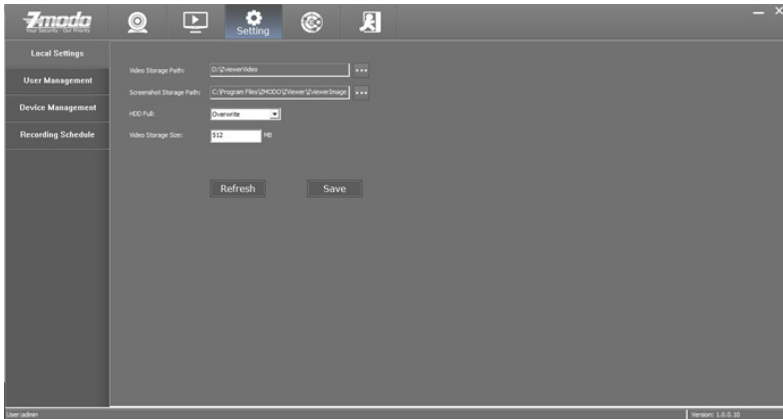 Zmodo
Your Security Our Priority
Setting
Local Settings
User Management
Device Management
Recording Schedule
Video Storage Path: D:\ZviewerVideo ...
Screenshot Storage Path: C:\Program Files\ZMODO\ZViewer\ZviewerImage ...
HDD Full: Overwrite
Video Storage Size: 512 MB
Refresh Save
User:admin Version: 1.0.0.10